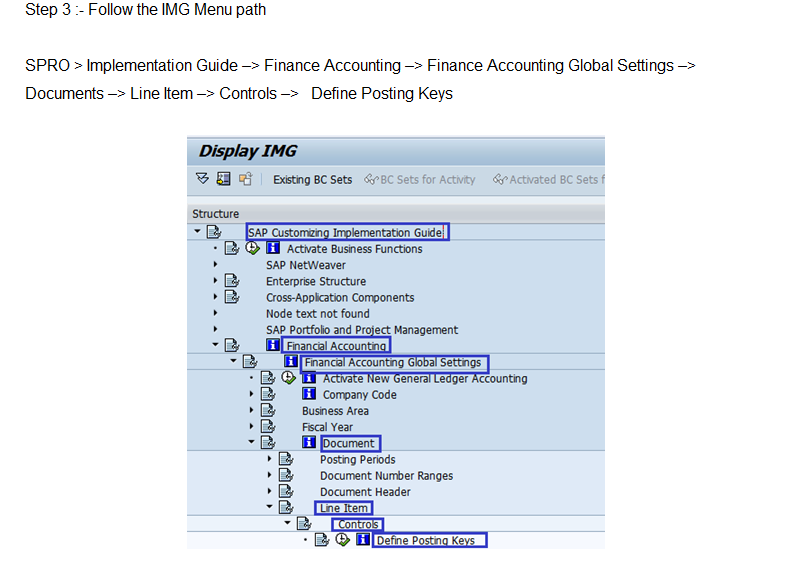 Step 3 :- Follow the IMG Menu path
SPRO > Implementation Guide –> Finance Accounting –> Finance Accounting Global Settings –>
Documents –> Line Item –> Controls –> Define Posting Keys
Display IMG
Existing BC Sets BC Sets for Activity Activated BC Sets f
Structure
SAP Customizing Implementation Guide
Activate Business Functions
SAP NetWeaver
Enterprise Structure
Cross-Application Components
Node text not found
SAP Portfolio and Project Management
Financial Accounting
Financial Accounting Global Settings
Activate New General Ledger Accounting
Company Code
Business Area
Fiscal Year
Document
Posting Periods
Document Number Ranges
Document Header
Line Item
Controls
Define Posting Keys